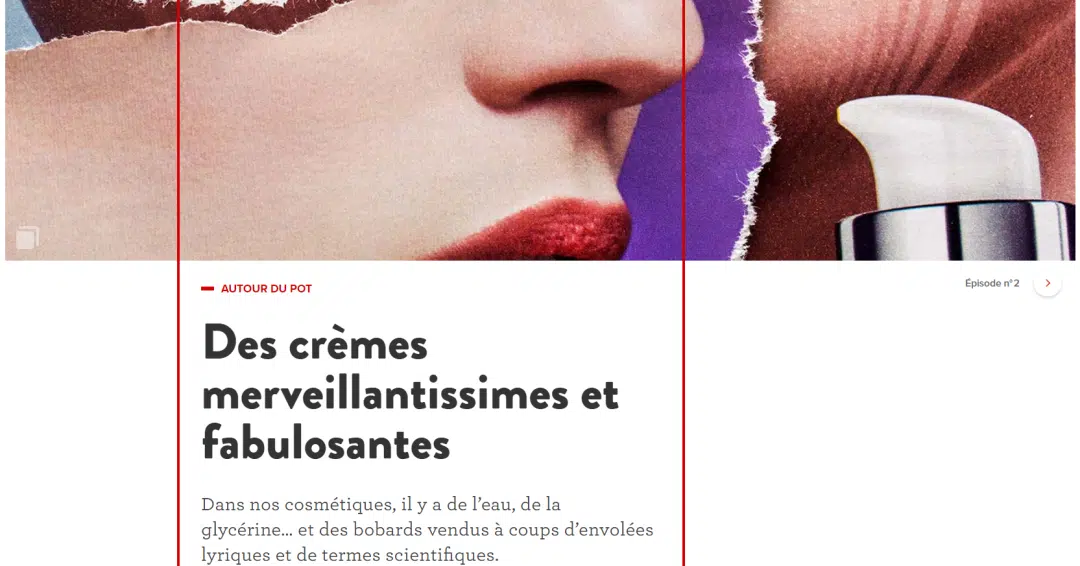 AUTOUR DU POT
Épisode n° 2
Des crèmes
merveillantissimes et
fabulosantes
Dans nos cosmétiques, il y a de l’eau, de la
glycérine… et des bobards vendus à coups d’envolées
lyriques et de termes scientifiques.